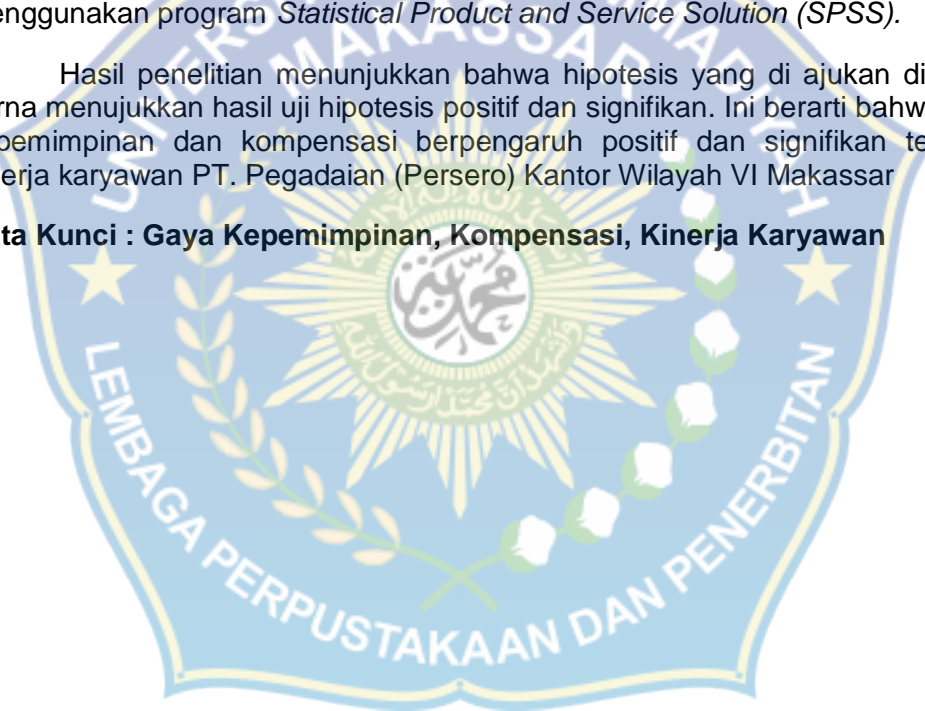 enggunakan program Statistical Product and Service Solution (SPSS).
Hasil penelitian menunjukkan bahwa hipotesis yang di ajukan di
rna menujukkan hasil uji hipotesis positif dan signifikan. Ini berarti bahw
pemimpinan dan kompensasi berpengaruh positif dan signifikan te
erja karyawan PT. Pegadaian (Persero) Kantor Wilayah VI Makassar
ta Kunci : Gaya Kepemimpinan, Kompensasi, Kinerja Karyawan
MAKASSAR
محمد
LEMBAGA PERPUSTAKAAN DAN PENERBITAN